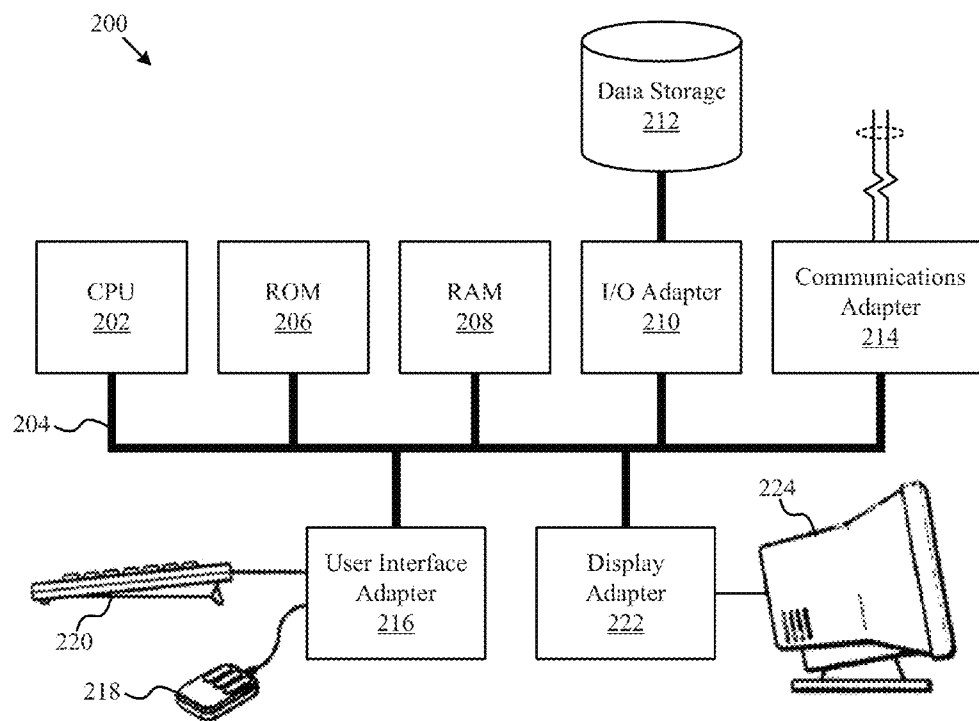 200
Data Storage
212
CPU
202
ROM
206
RAM
208
I/O Adapter
210
Communications
Adapter
214
204
224
User Interface
Adapter
216
Display
Adapter
222
220
218